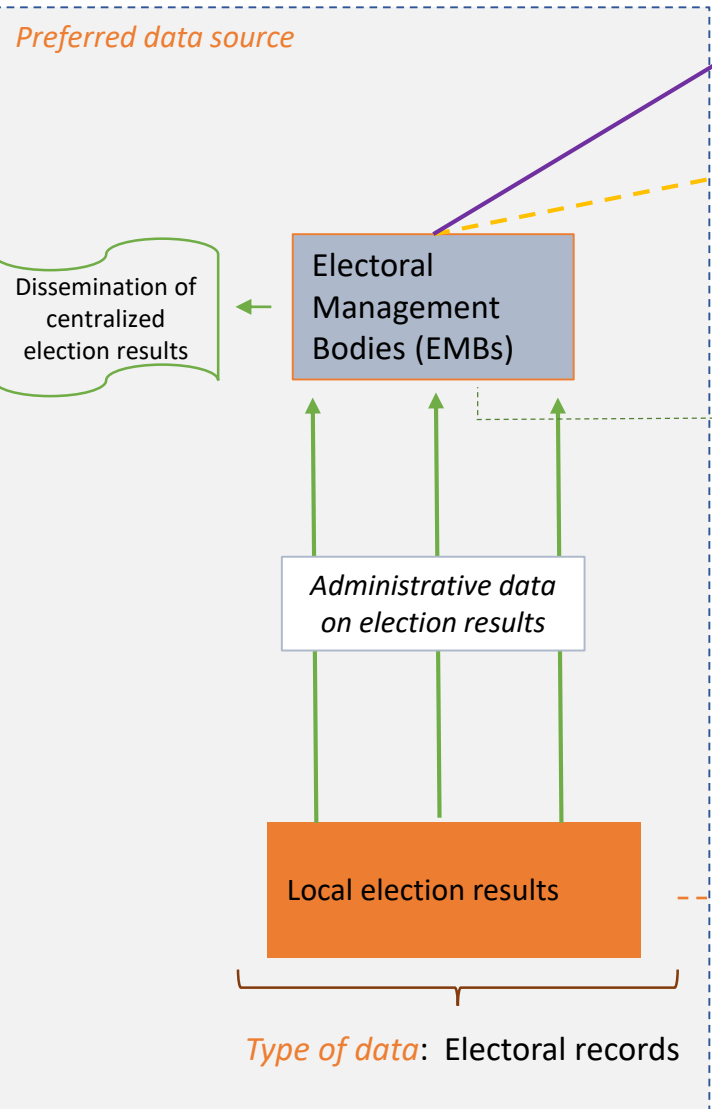 Preferred data source
Electoral
Management
Bodies (EMBs)
Dissemination of
centralized
election results
Administrative data
on election results
Local election results
Type of data: Electoral records